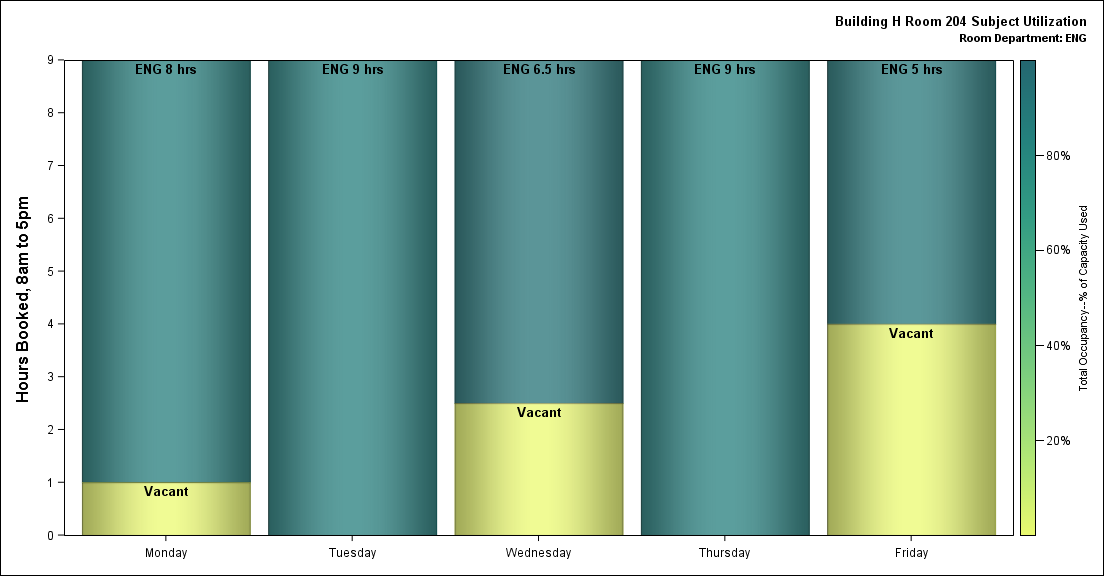 Building H Room 204 Subject Utilization
Room Department: ENG
Hours Booked, 8am to 5pm
9
8
7
6
5
4
3
2
1
0
ENG 8 hrs
ENG 9 hrs
ENG 6.5 hrs
ENG 9 hrs
ENG 5 hrs
Vacant
Vacant
Vacant
Monday
Tuesday
Wednesday
Thursday
Friday
80%
60%
40%
20%
Total Occupancy--% of Capacity Used